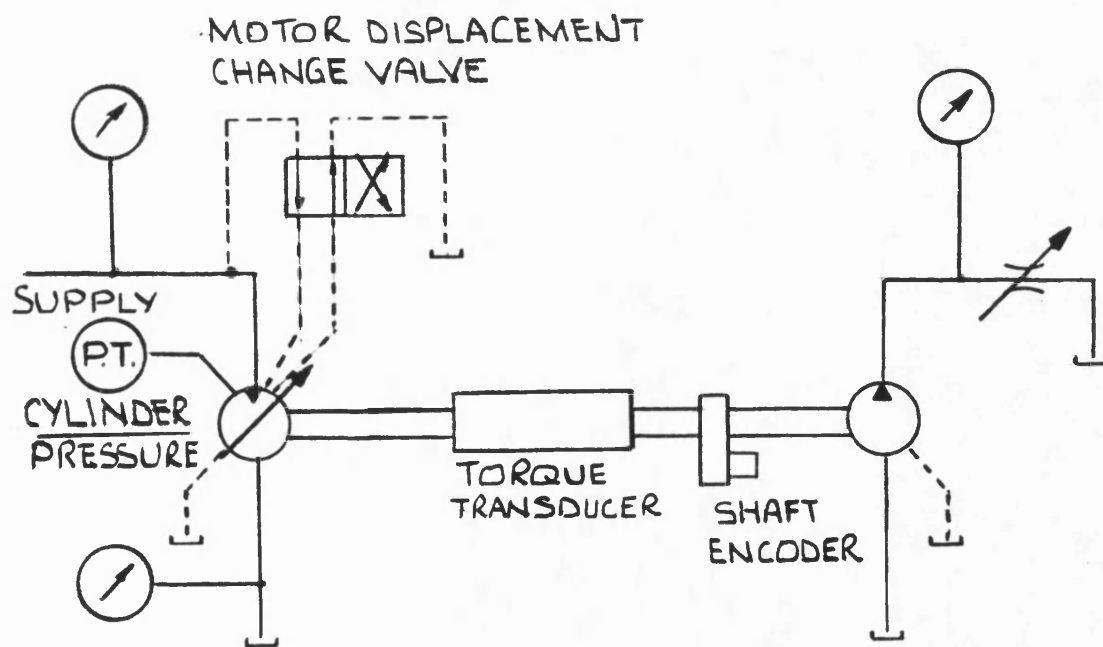 MOTOR DISPLACEMENT
CHANGE VALVE
SUPPLY
P.T.
CYLINDER
PRESSURE
TORQUE
TRANSDUCER
SHAFT
ENCODER